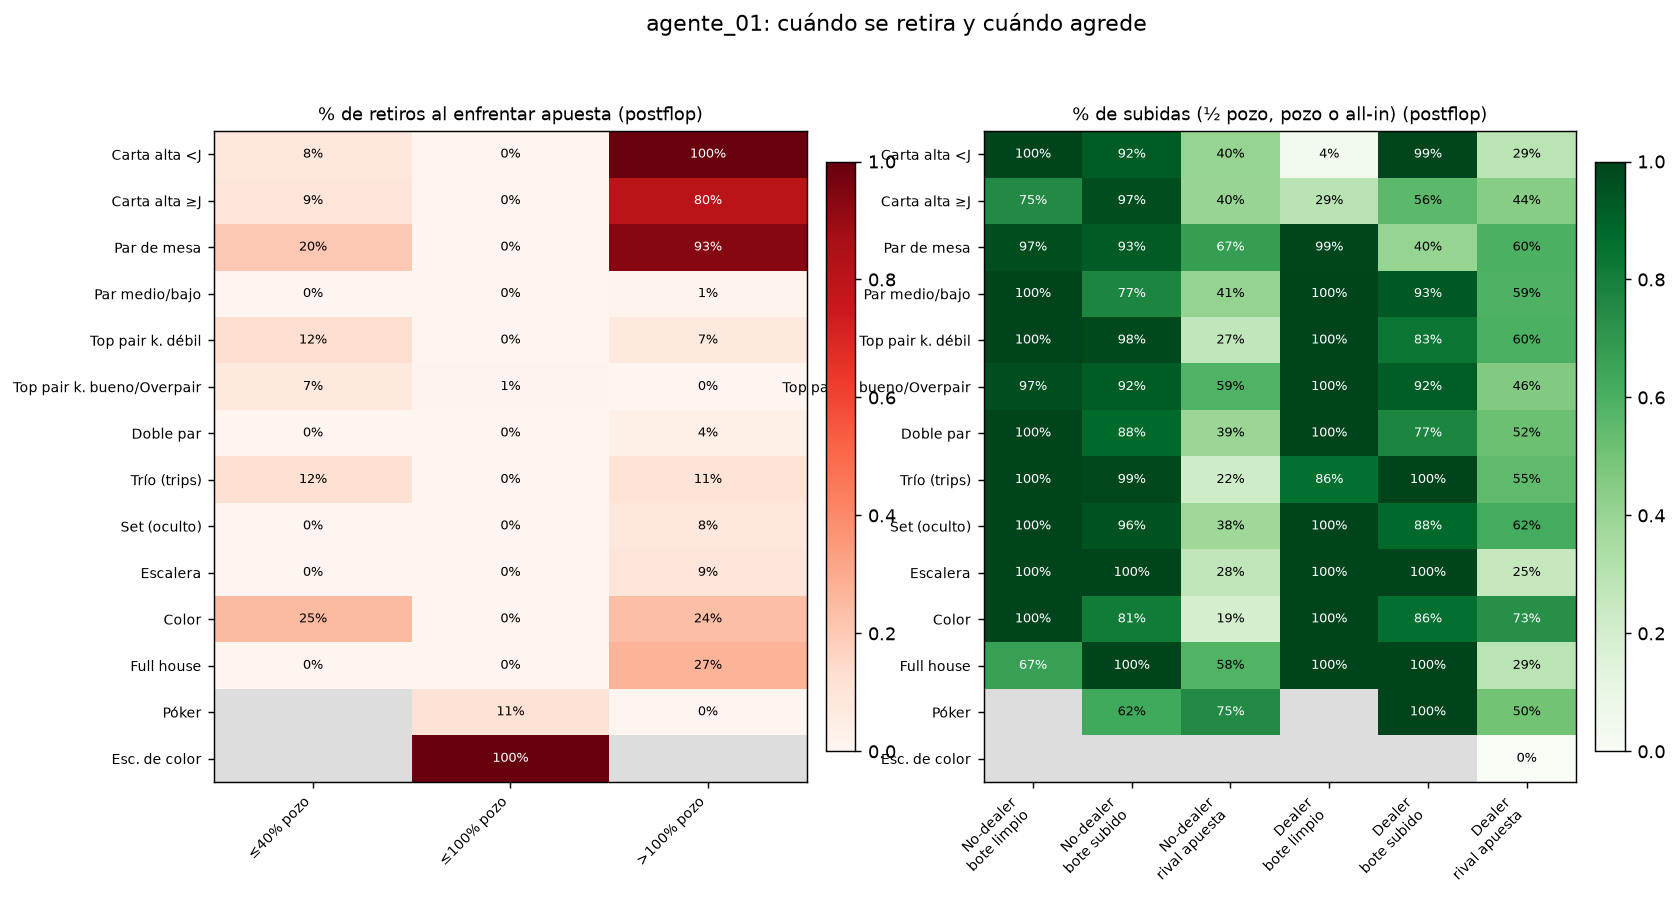 agente_01: cuándo se retira y cuándo agrede
% de retiros al enfrentar apuesta (postflop)
Carta alta <J 8% 0% 100%
Carta alta ≥J 9% 0% 80%
Par de mesa 20% 0% 93%
Par medio/bajo 0% 0% 1%
Top pair k. débil 12% 0% 7%
Top pair k. bueno/Overpair 7% 1% 0%
Doble par 0% 0% 4%
Trío (trips) 12% 0% 11%
Set (oculto) 0% 0% 8%
Escalera 0% 0% 9%
Color 25% 0% 24%
Full house 0% 0% 27%
Póker 11% 0%
Esc. de color 100%
≤40% pozo
≤100% pozo
>100% pozo
1.0
0.8
0.6
0.4
0.2
0.0
% de subidas (½ pozo, pozo o all-in) (postflop)
Carta alta <J 100% 92% 40% 4% 99% 29%
Carta alta ≥J 75% 97% 40% 29% 56% 44%
Par de mesa 97% 93% 67% 99% 40% 60%
Par medio/bajo 100% 77% 41% 100% 93% 59%
Top pair k. débil 100% 98% 27% 100% 83% 60%
Top pa bueno/Overpair 97% 92% 59% 100% 92% 46%
Doble par 100% 88% 39% 100% 77% 52%
Trío (trips) 100% 99% 22% 86% 100% 55%
Set (oculto) 100% 96% 38% 100% 88% 62%
Escalera 100% 100% 28% 100% 100% 25%
Color 100% 81% 19% 100% 86% 73%
Full house 67% 100% 58% 100% 100% 29%
Póker 62% 75% 100% 50%
Esc. de color 0%
No-dealer
bote limpio
No-dealer
bote subido
No-dealer
rival apuesta
Dealer
bote limpio
Dealer
bote subido
Dealer
rival apuesta
1.0
0.8
0.6
0.4
0.2
0.0